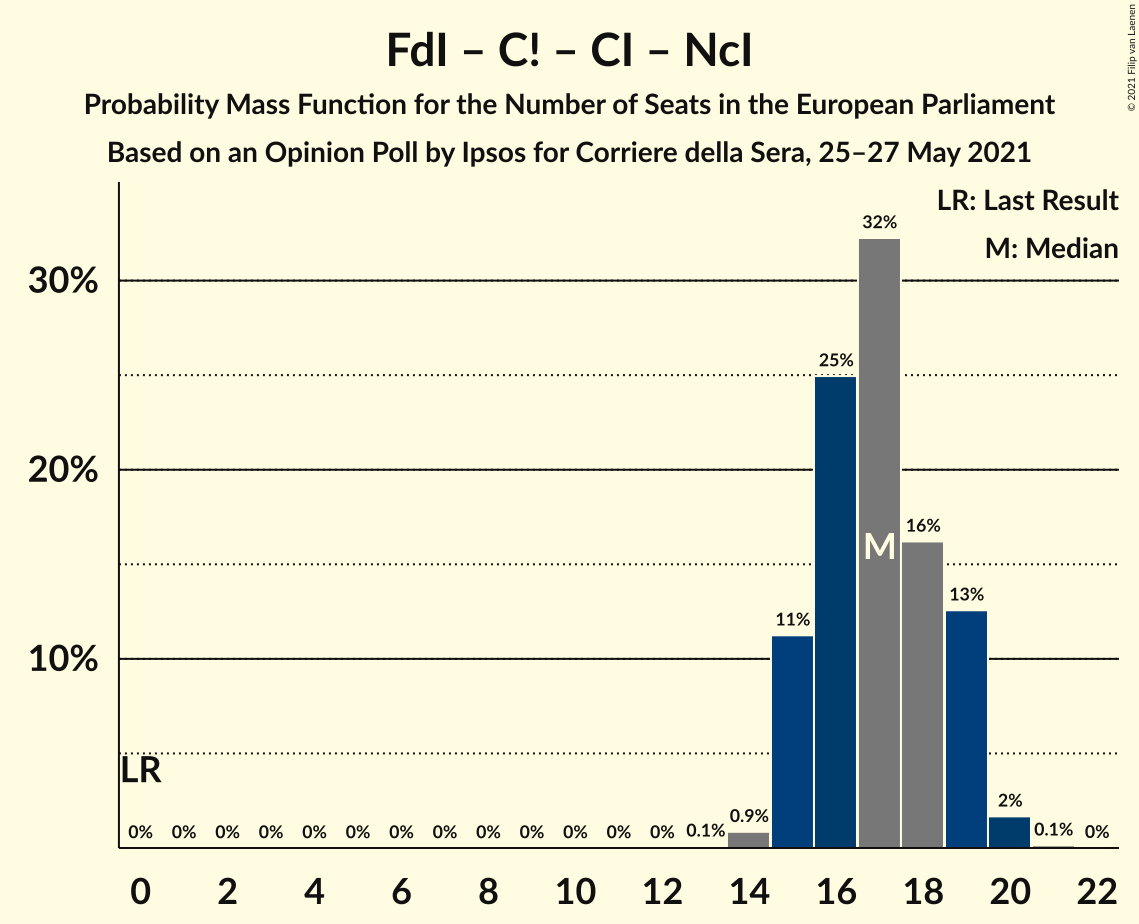 FdI – C! – CI – NcI
Probability Mass Function for the Number of Seats in the European Parliament
Based on an Opinion Poll by Ipsos for Corriere della Sera, 25–27 May 2021
© 2021 Filip van Laenen
LR: Last Result
M: Median
32%
30%
25%
20%
16%
M
13%
11%
10%
LR
0% 0% 0% 0% 0% 0% 0% 0% 0% 0% 0% 0% 0% 0.1% 0.9% 2% 0.1% 0%
0 2 4 6 8 10 12 14 16 18 20 22